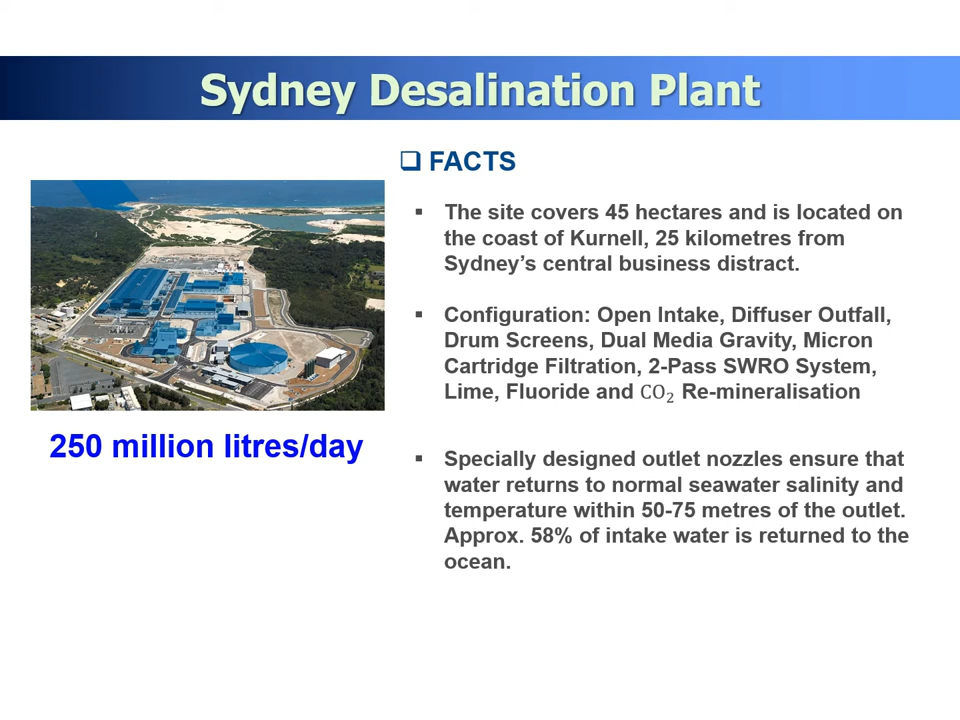 Sydney Desalination Plant
❑ FACTS
▪ The site covers 45 hectares and is located on
the coast of Kurnell, 25 kilometres from
Sydney’s central business distract.
▪ Configuration: Open Intake, Diffuser Outfall,
Drum Screens, Dual Media Gravity, Micron
Cartridge Filtration, 2-Pass SWRO System,
Lime, Fluoride and CO₂ Re-mineralisation
250 million litres/day
▪ Specially designed outlet nozzles ensure that
water returns to normal seawater salinity and
temperature within 50-75 metres of the outlet.
Approx. 58% of intake water is returned to the
ocean.